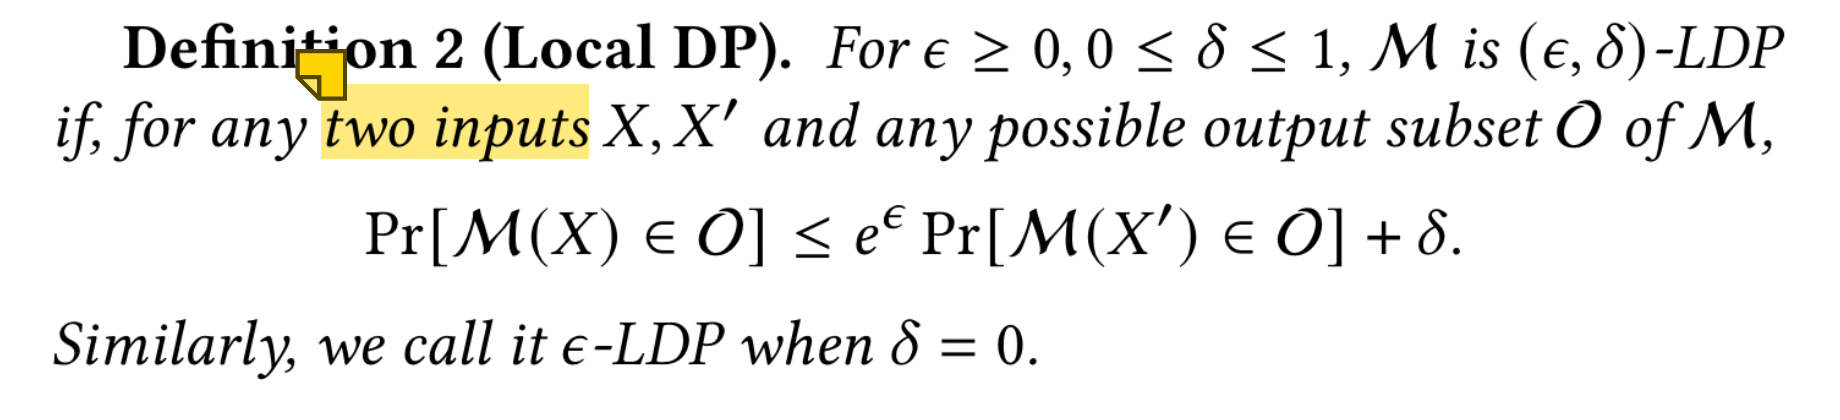 Definition 2 (Local DP). For ϵ ≥ 0, 0 ≤ δ ≤ 1, ℳ is (ϵ, δ)-LDP
if, for any two inputs X, X′ and any possible output subset 𝒪 of ℳ,
Pr[ℳ(X) ∈ 𝒪] ≤ e^ϵ Pr[ℳ(X′) ∈ 𝒪] + δ.
Similarly, we call it ϵ-LDP when δ = 0.